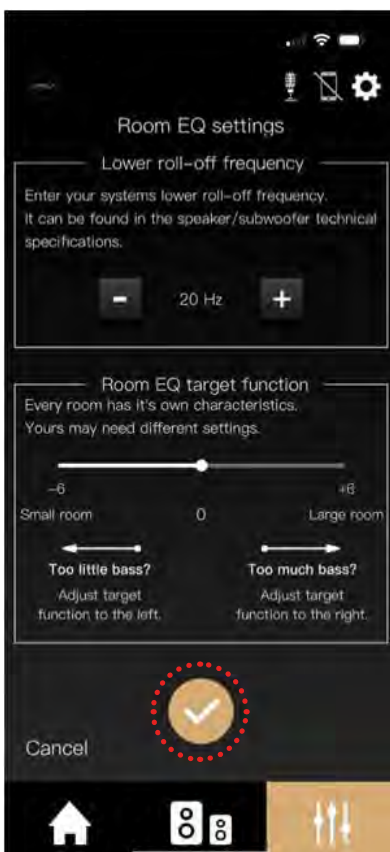 Room EQ settings
Lower roll-off frequency
Enter your systems lower roll-off frequency.
It can be found in the speaker/subwoofer technical
specifications.
- 20 Hz +
Room EQ target function
Every room has it's own characteristics.
Yours may need different settings.
-6 +6
Small room 0 Large room
Too little bass? Too much bass?
Adjust target Adjust target
function to the left. function to the right.
Cancel